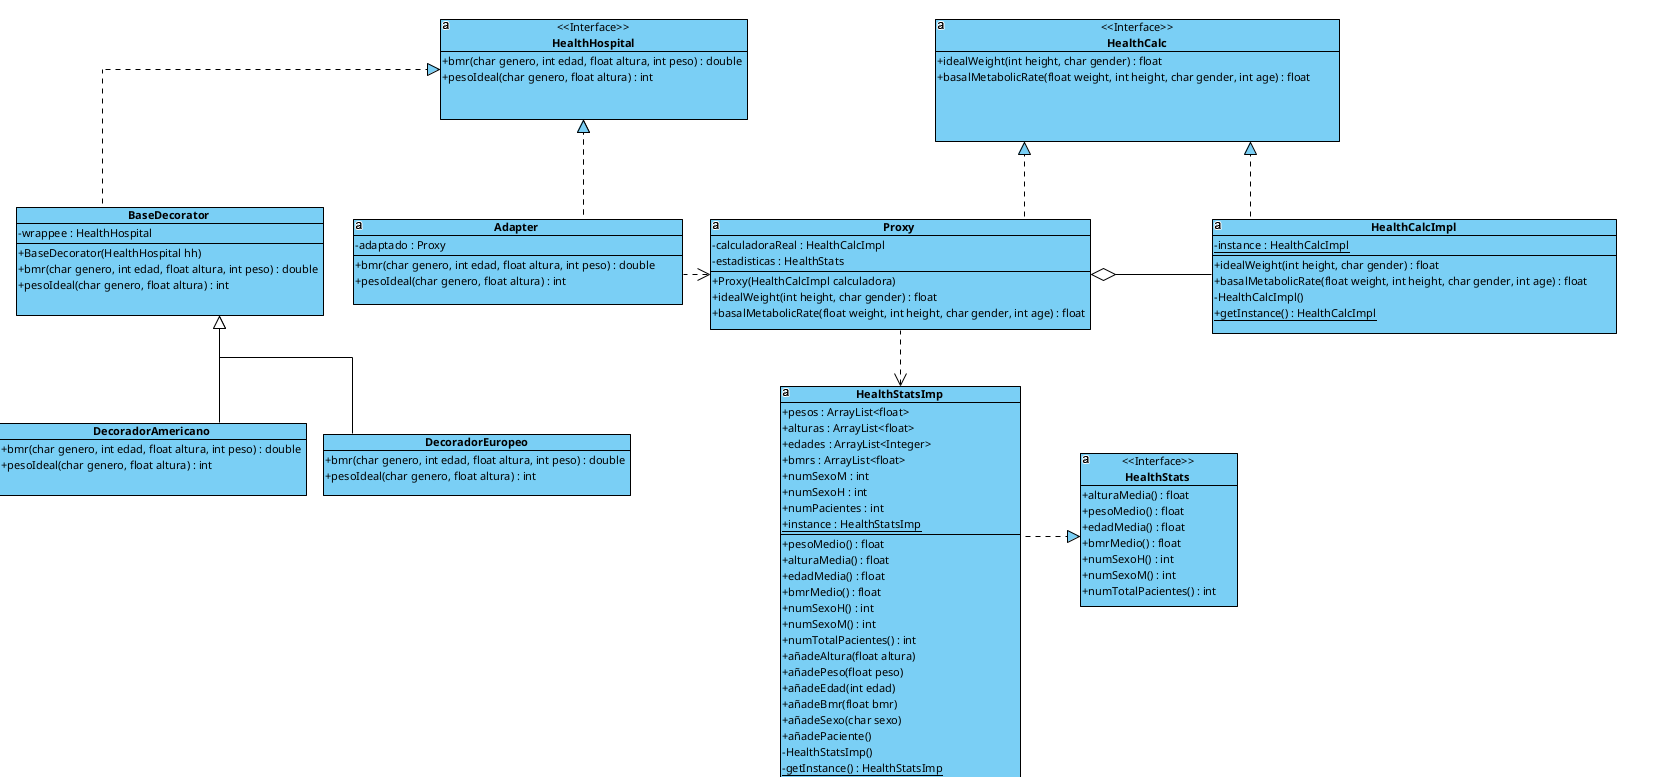 a
<<Interface>>
HealthHospital
+bmr(char genero, int edad, float altura, int peso) : double
+pesoIdeal(char genero, float altura) : int
a
<<Interface>>
HealthCalc
+idealWeight(int height, char gender) : float
+basalMetabolicRate(float weight, int height, char gender, int age) : float
BaseDecorator
-wrappee : HealthHospital
+BaseDecorator(HealthHospital hh)
+bmr(char genero, int edad, float altura, int peso) : double
+pesoIdeal(char genero, float altura) : int
a
Adapter
-adaptado : Proxy
+bmr(char genero, int edad, float altura, int peso) : double
+pesoIdeal(char genero, float altura) : int
a
Proxy
-calculadoraReal : HealthCalcImpl
-estadisticas : HealthStats
+Proxy(HealthCalcImpl calculadora)
+idealWeight(int height, char gender) : float
+basalMetabolicRate(float weight, int height, char gender, int age) : float
a
HealthCalcImpl
-instance : HealthCalcImpl
+idealWeight(int height, char gender) : float
+basalMetabolicRate(float weight, int height, char gender, int age) : float
-HealthCalcImpl()
+getInstance() : HealthCalcImpl
DecoradorAmericano
+bmr(char genero, int edad, float altura, int peso) : double
+pesoIdeal(char genero, float altura) : int
DecoradorEuropeo
+bmr(char genero, int edad, float altura, int peso) : double
+pesoIdeal(char genero, float altura) : int
a
HealthStatsImp
+pesos : ArrayList<float>
+alturas : ArrayList<float>
+edades : ArrayList<Integer>
+bmrs : ArrayList<float>
+numSexoM : int
+numSexoH : int
+numPacientes : int
+instance : HealthStatsImp
+pesoMedio() : float
+alturaMedia() : float
+edadMedia() : float
+bmrMedio() : float
+numSexoH() : int
+numSexoM() : int
+numTotalPacientes() : int
+añadeAltura(float altura)
+añadePeso(float peso)
+añadeEdad(int edad)
+añadeBmr(float bmr)
+añadeSexo(char sexo)
+añadePaciente()
-HealthStatsImp()
-getInstance() : HealthStatsImp
a
<<Interface>>
HealthStats
+alturaMedia() : float
+pesoMedio() : float
+edadMedia() : float
+bmrMedio() : float
+numSexoH() : int
+numSexoM() : int
+numTotalPacientes() : int